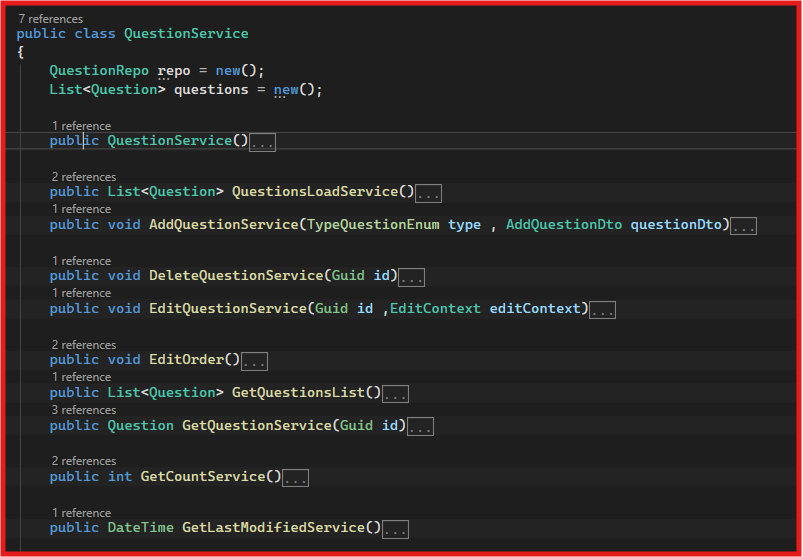 7 references
public class QuestionService
{
QuestionRepo repo = new();
List<Question> questions = new();
1 reference
public QuestionService()...
2 references
public List<Question> QuestionsLoadService()...
1 reference
public void AddQuestionService(TypeQuestionEnum type , AddQuestionDto questionDto)...
1 reference
public void DeleteQuestionService(Guid id)...
1 reference
public void EditQuestionService(Guid id ,EditContext editContext)...
2 references
public void EditOrder()...
1 reference
public List<Question> GetQuestionsList()...
3 references
public Question GetQuestionService(Guid id)...
2 references
public int GetCountService()...
1 reference
public DateTime GetLastModifiedService()...